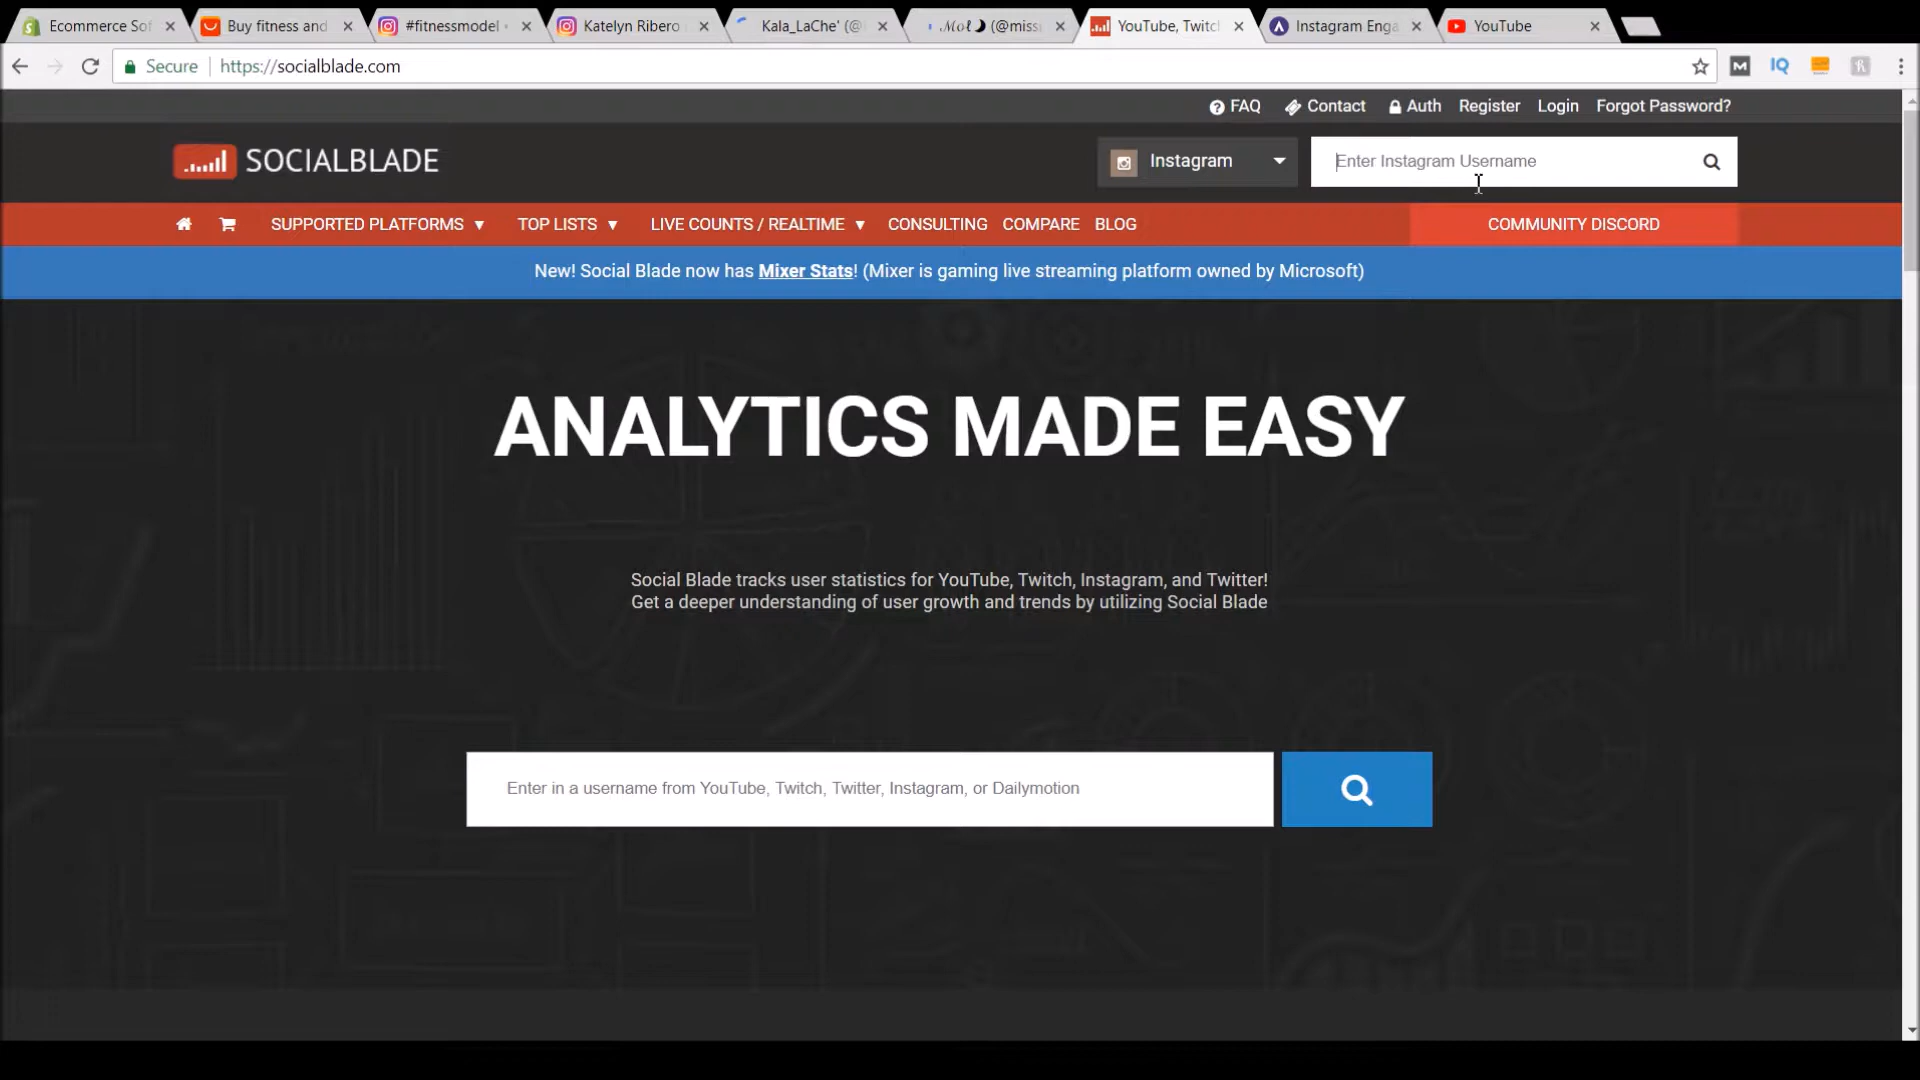 Ecommerce Sof
Buy fitness and
#fitnessmodel
Katelyn Ribero
Kala_LaChe' (@
Mol🌙 (@miss
YouTube, Twitch
Instagram Enga
YouTube
Secure | https://socialblade.com
FAQ Contact Auth Register Login Forgot Password?
SOCIALBLADE
Instagram
Enter Instagram Username
SUPPORTED PLATFORMS ▼ TOP LISTS ▼ LIVE COUNTS / REALTIME ▼ CONSULTING COMPARE BLOG
COMMUNITY DISCORD
New! Social Blade now has Mixer Stats! (Mixer is gaming live streaming platform owned by Microsoft)
ANALYTICS MADE EASY
Social Blade tracks user statistics for YouTube, Twitch, Instagram, and Twitter!
Get a deeper understanding of user growth and trends by utilizing Social Blade
Enter in a username from YouTube, Twitch, Twitter, Instagram, or Dailymotion